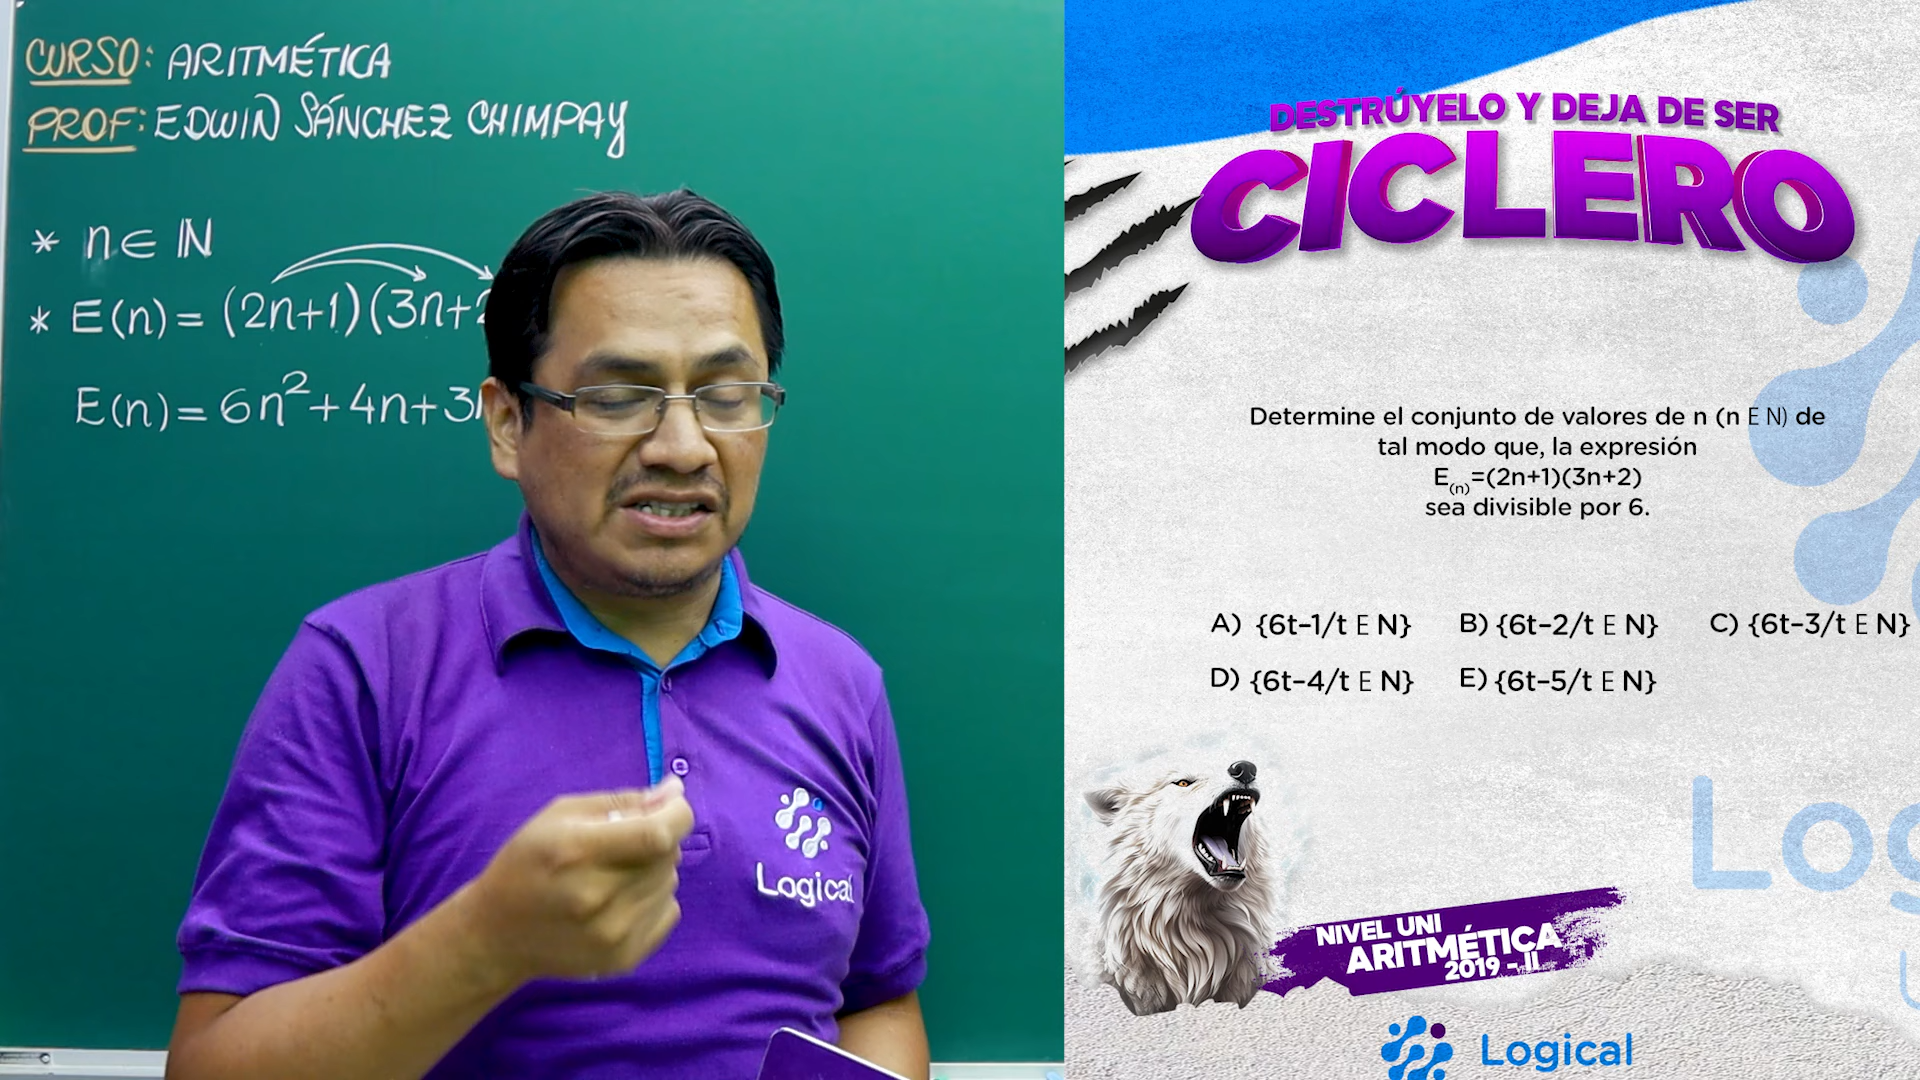 CURSO: ARITMÉTICA
PROF: EDWIN SÁNCHEZ CHIMPAY
* n ∈ ℕ
* E(n) = (2n+1)(3n+2
E(n) = 6n²+4n+3
Logical
DESTRÚYELO Y DEJA DE SER
CICLERO
Determine el conjunto de valores de n (n E N) de
tal modo que, la expresión
E(n)=(2n+1)(3n+2)
sea divisible por 6.
A) {6t-1/t E N} B) {6t-2/t E N} C) {6t-3/t E N}
D) {6t-4/t E N} E) {6t-5/t E N}
NIVEL UNI
ARITMÉTICA
2019 - II
Logical